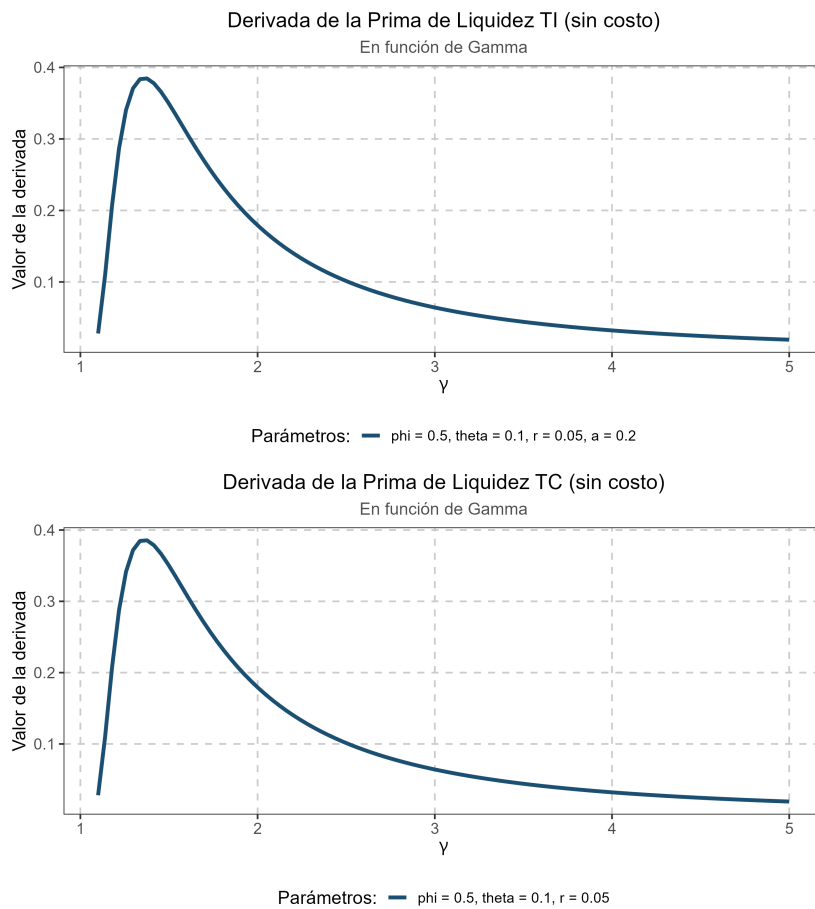 Derivada de la Prima de Liquidez TI (sin costo)
En función de Gamma
Valor de la derivada
0.4
0.3
0.2
0.1
1 2 3 4 5
γ
Parámetros: phi = 0.5, theta = 0.1, r = 0.05, a = 0.2
Derivada de la Prima de Liquidez TC (sin costo)
En función de Gamma
Valor de la derivada
0.4
0.3
0.2
0.1
1 2 3 4 5
γ
Parámetros: phi = 0.5, theta = 0.1, r = 0.05